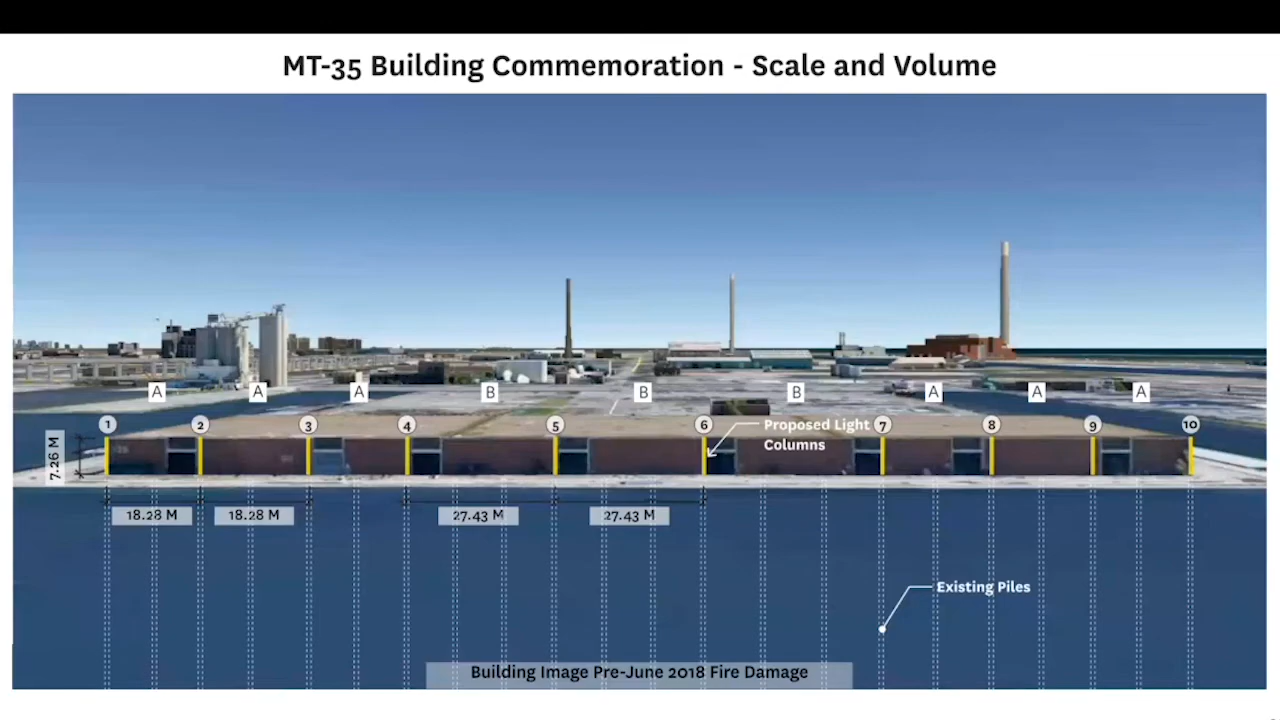 MT-35 Building Commemoration - Scale and Volume
A A A B B B A A A
1 2 3 4 5 6 7 8 9 10
Proposed Light
Columns
7.26 M
18.28 M 18.28 M 27.43 M 27.43 M
Existing Piles
Building Image Pre-June 2018 Fire Damage